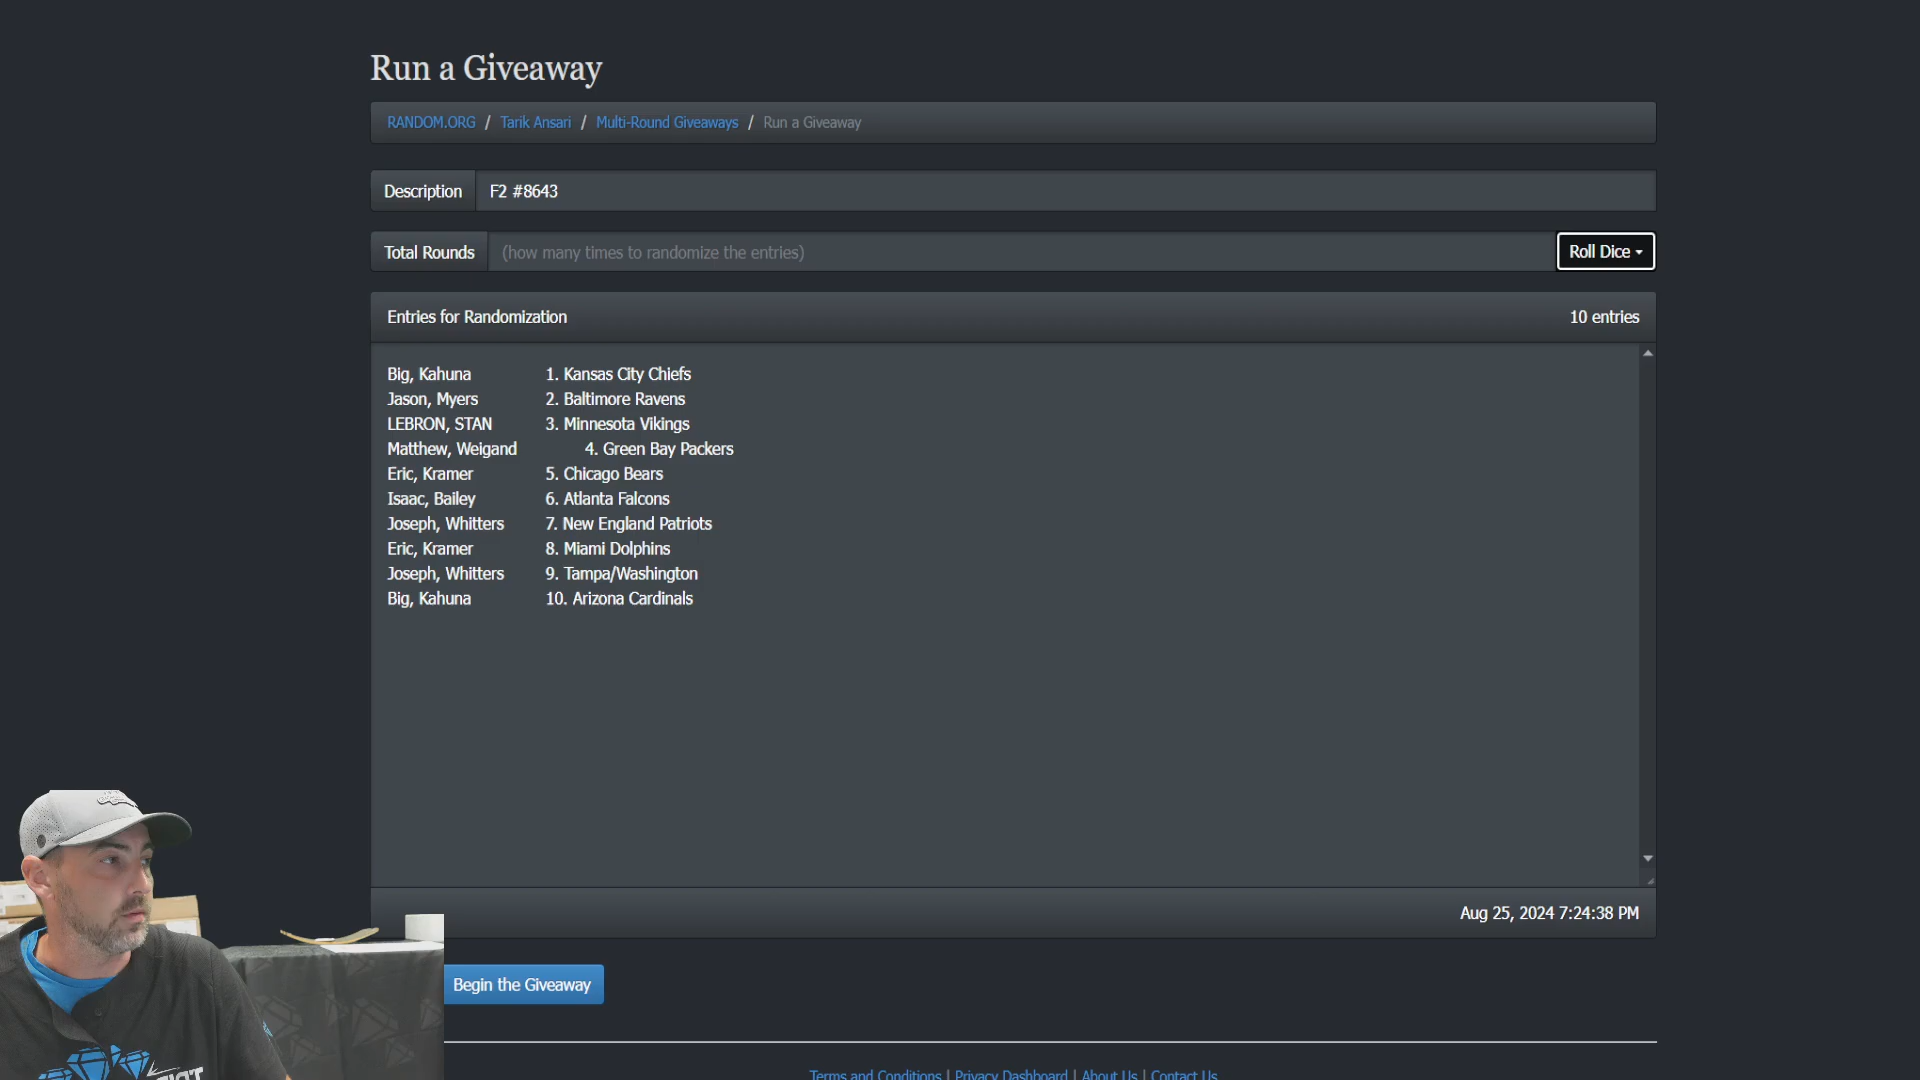 Run a Giveaway
RANDOM.ORG / Tarik Ansari / Multi-Round Giveaways / Run a Giveaway
Description F2 #8643
Total Rounds (how many times to randomize the entries) Roll Dice
Entries for Randomization 10 entries
Big, Kahuna 1. Kansas City Chiefs
Jason, Myers 2. Baltimore Ravens
LEBRON, STAN 3. Minnesota Vikings
Matthew, Weigand 4. Green Bay Packers
Eric, Kramer 5. Chicago Bears
Isaac, Bailey 6. Atlanta Falcons
Joseph, Whitters 7. New England Patriots
Eric, Kramer 8. Miami Dolphins
Joseph, Whitters 9. Tampa/Washington
Big, Kahuna 10. Arizona Cardinals
Aug 25, 2024 7:24:38 PM
Begin the Giveaway
Terms and Conditions | Privacy Dashboard | About Us | Contact Us